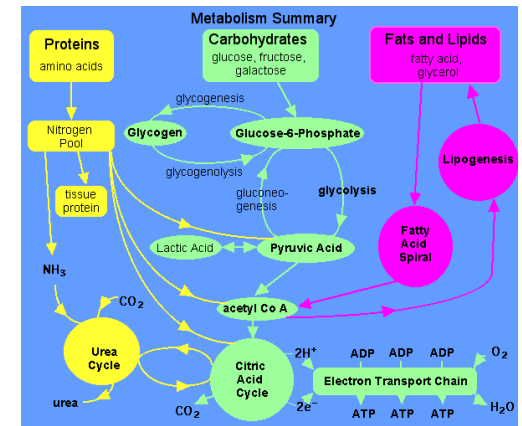 Metabolism Summary
Proteins
amino acids
Carbohydrates
glucose, fructose,
galactose
Fats and Lipids
fatty acid,
glycerol
glycogenesis
Nitrogen
Pool
Glycogen
Glucose-6-Phosphate
Lipogenesis
glycogenolysis
gluconeo-
genesis
glycolysis
tissue
protein
Lactic Acid
Pyruvic Acid
Fatty
Acid
Spiral
NH3
CO2
acetyl Co A
Urea
Cycle
Citric
Acid
Cycle
2H+
ADP ADP ADP
O2
Electron Transport Chain
urea
CO2
2e-
ATP ATP ATP
H2O